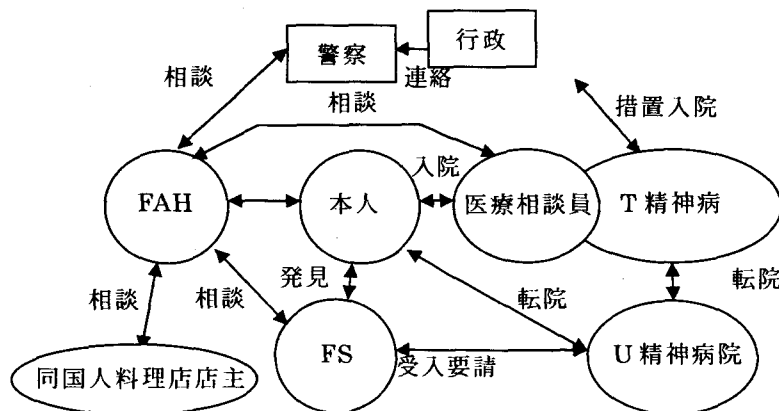 行政
警察
連絡
相談
相談
措置入院
入院
FAH
本人
医療相談員
T精神病
発見
転院
転院
相談
相談
FS
受入要請
U精神病院
同国人料理店店主